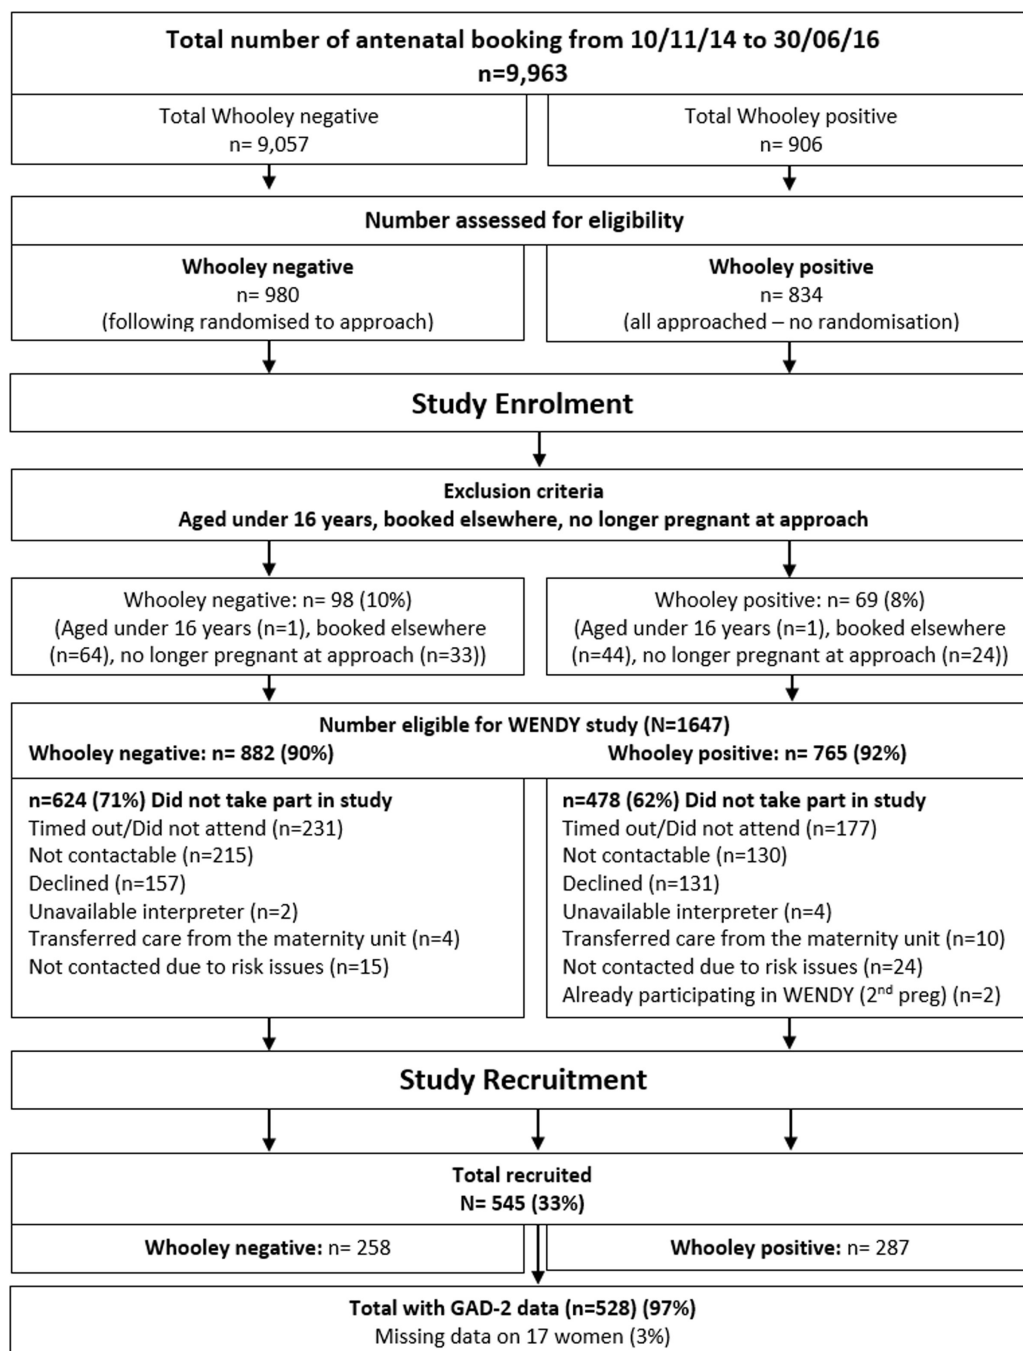 Total number of antenatal booking from 10/11/14 to 30/06/16
n=9,963
Total Whooley negative
n= 9,057
Total Whooley positive
n= 906
Number assessed for eligibility
Whooley negative
n= 980
(following randomised to approach)
Whooley positive
n= 834
(all approached – no randomisation)
Study Enrolment
Exclusion criteria
Aged under 16 years, booked elsewhere, no longer pregnant at approach
Whooley negative: n= 98 (10%)
(Aged under 16 years (n=1), booked elsewhere
(n=64), no longer pregnant at approach (n=33))
Whooley positive: n= 69 (8%)
(Aged under 16 years (n=1), booked elsewhere
(n=44), no longer pregnant at approach (n=24))
Number eligible for WENDY study (N=1647)
Whooley negative: n= 882 (90%)
Whooley positive: n= 765 (92%)
n=624 (71%) Did not take part in study
Timed out/Did not attend (n=231)
Not contactable (n=215)
Declined (n=157)
Unavailable interpreter (n=2)
Transferred care from the maternity unit (n=4)
Not contacted due to risk issues (n=15)
n=478 (62%) Did not take part in study
Timed out/Did not attend (n=177)
Not contactable (n=130)
Declined (n=131)
Unavailable interpreter (n=4)
Transferred care from the maternity unit (n=10)
Not contacted due to risk issues (n=24)
Already participating in WENDY (2nd preg) (n=2)
Study Recruitment
Total recruited
N= 545 (33%)
Whooley negative: n= 258
Whooley positive: n= 287
Total with GAD-2 data (n=528) (97%)
Missing data on 17 women (3%)